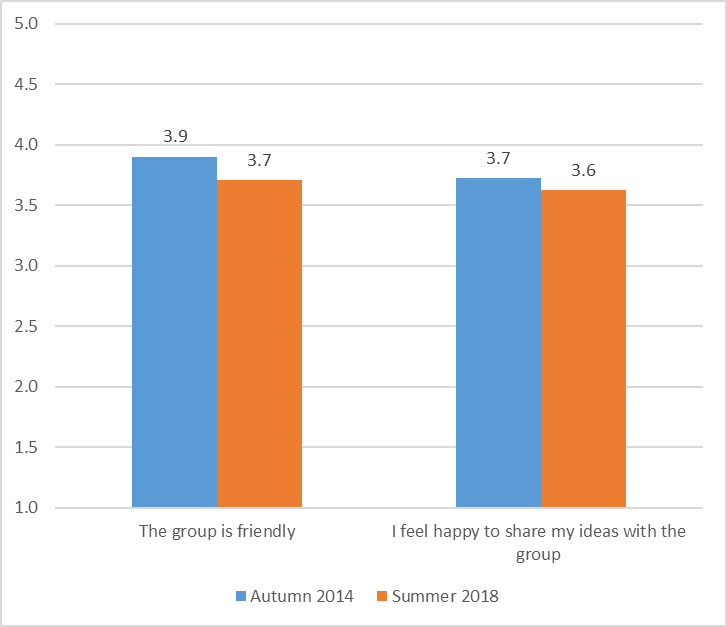 5.0
4.5
4.0
3.5
3.0
2.5
2.0
1.5
1.0
3.9
3.7
3.7
3.6
The group is friendly
I feel happy to share my ideas with the
group
Autumn 2014
Summer 2018